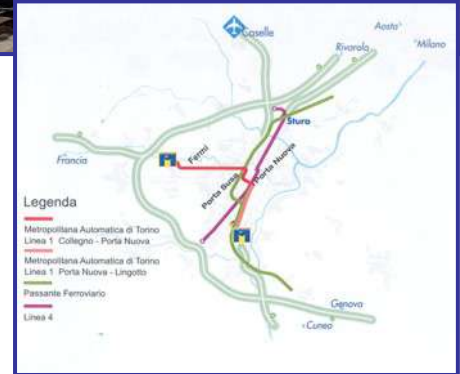 Caselle
Aosta
Rivarolo
Milano
Stura
Francia
Fermi
Porta Susa
Porta Nuova
Legenda
Metropolitana Automatica di Torino
Linea 1 Collegno - Porta Nuova
Metropolitana Automatica di Torino
Linea 1 Porta Nuova - Lingotto
Passante Ferroviario
Linea 4
Genova
Cuneo